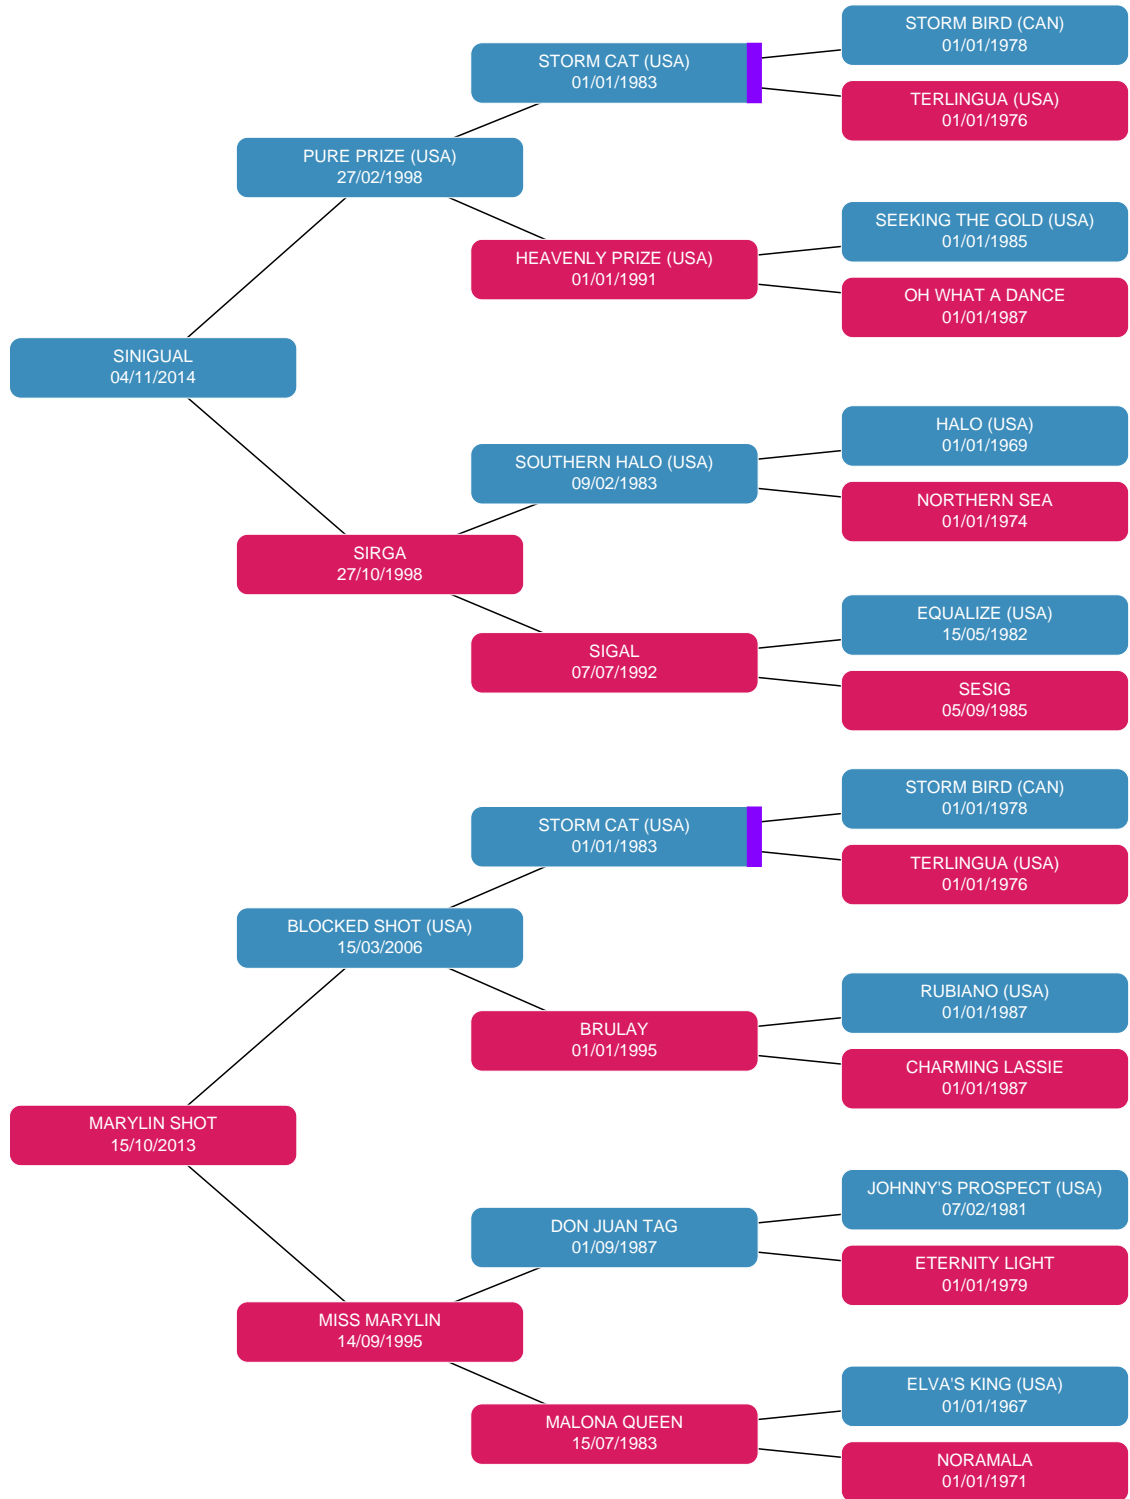 STORM BIRD (CAN)
01/01/1978
STORM CAT (USA)
01/01/1983
TERLINGUA (USA)
01/01/1976
PURE PRIZE (USA)
27/02/1998
SEEKING THE GOLD (USA)
01/01/1985
HEAVENLY PRIZE (USA)
01/01/1991
OH WHAT A DANCE
01/01/1987
SINIGUAL
04/11/2014
HALO (USA)
01/01/1969
SOUTHERN HALO (USA)
09/02/1983
NORTHERN SEA
01/01/1974
SIRGA
27/10/1998
EQUALIZE (USA)
15/05/1982
SIGAL
07/07/1992
SESIG
05/09/1985
STORM BIRD (CAN)
01/01/1978
STORM CAT (USA)
01/01/1983
TERLINGUA (USA)
01/01/1976
BLOCKED SHOT (USA)
15/03/2006
RUBIANO (USA)
01/01/1987
BRULAY
01/01/1995
CHARMING LASSIE
01/01/1987
MARYLIN SHOT
15/10/2013
JOHNNY'S PROSPECT (USA)
07/02/1981
DON JUAN TAG
01/09/1987
ETERNITY LIGHT
01/01/1979
MISS MARYLIN
14/09/1995
ELVA'S KING (USA)
01/01/1967
MALONA QUEEN
15/07/1983
NORAMALA
01/01/1971